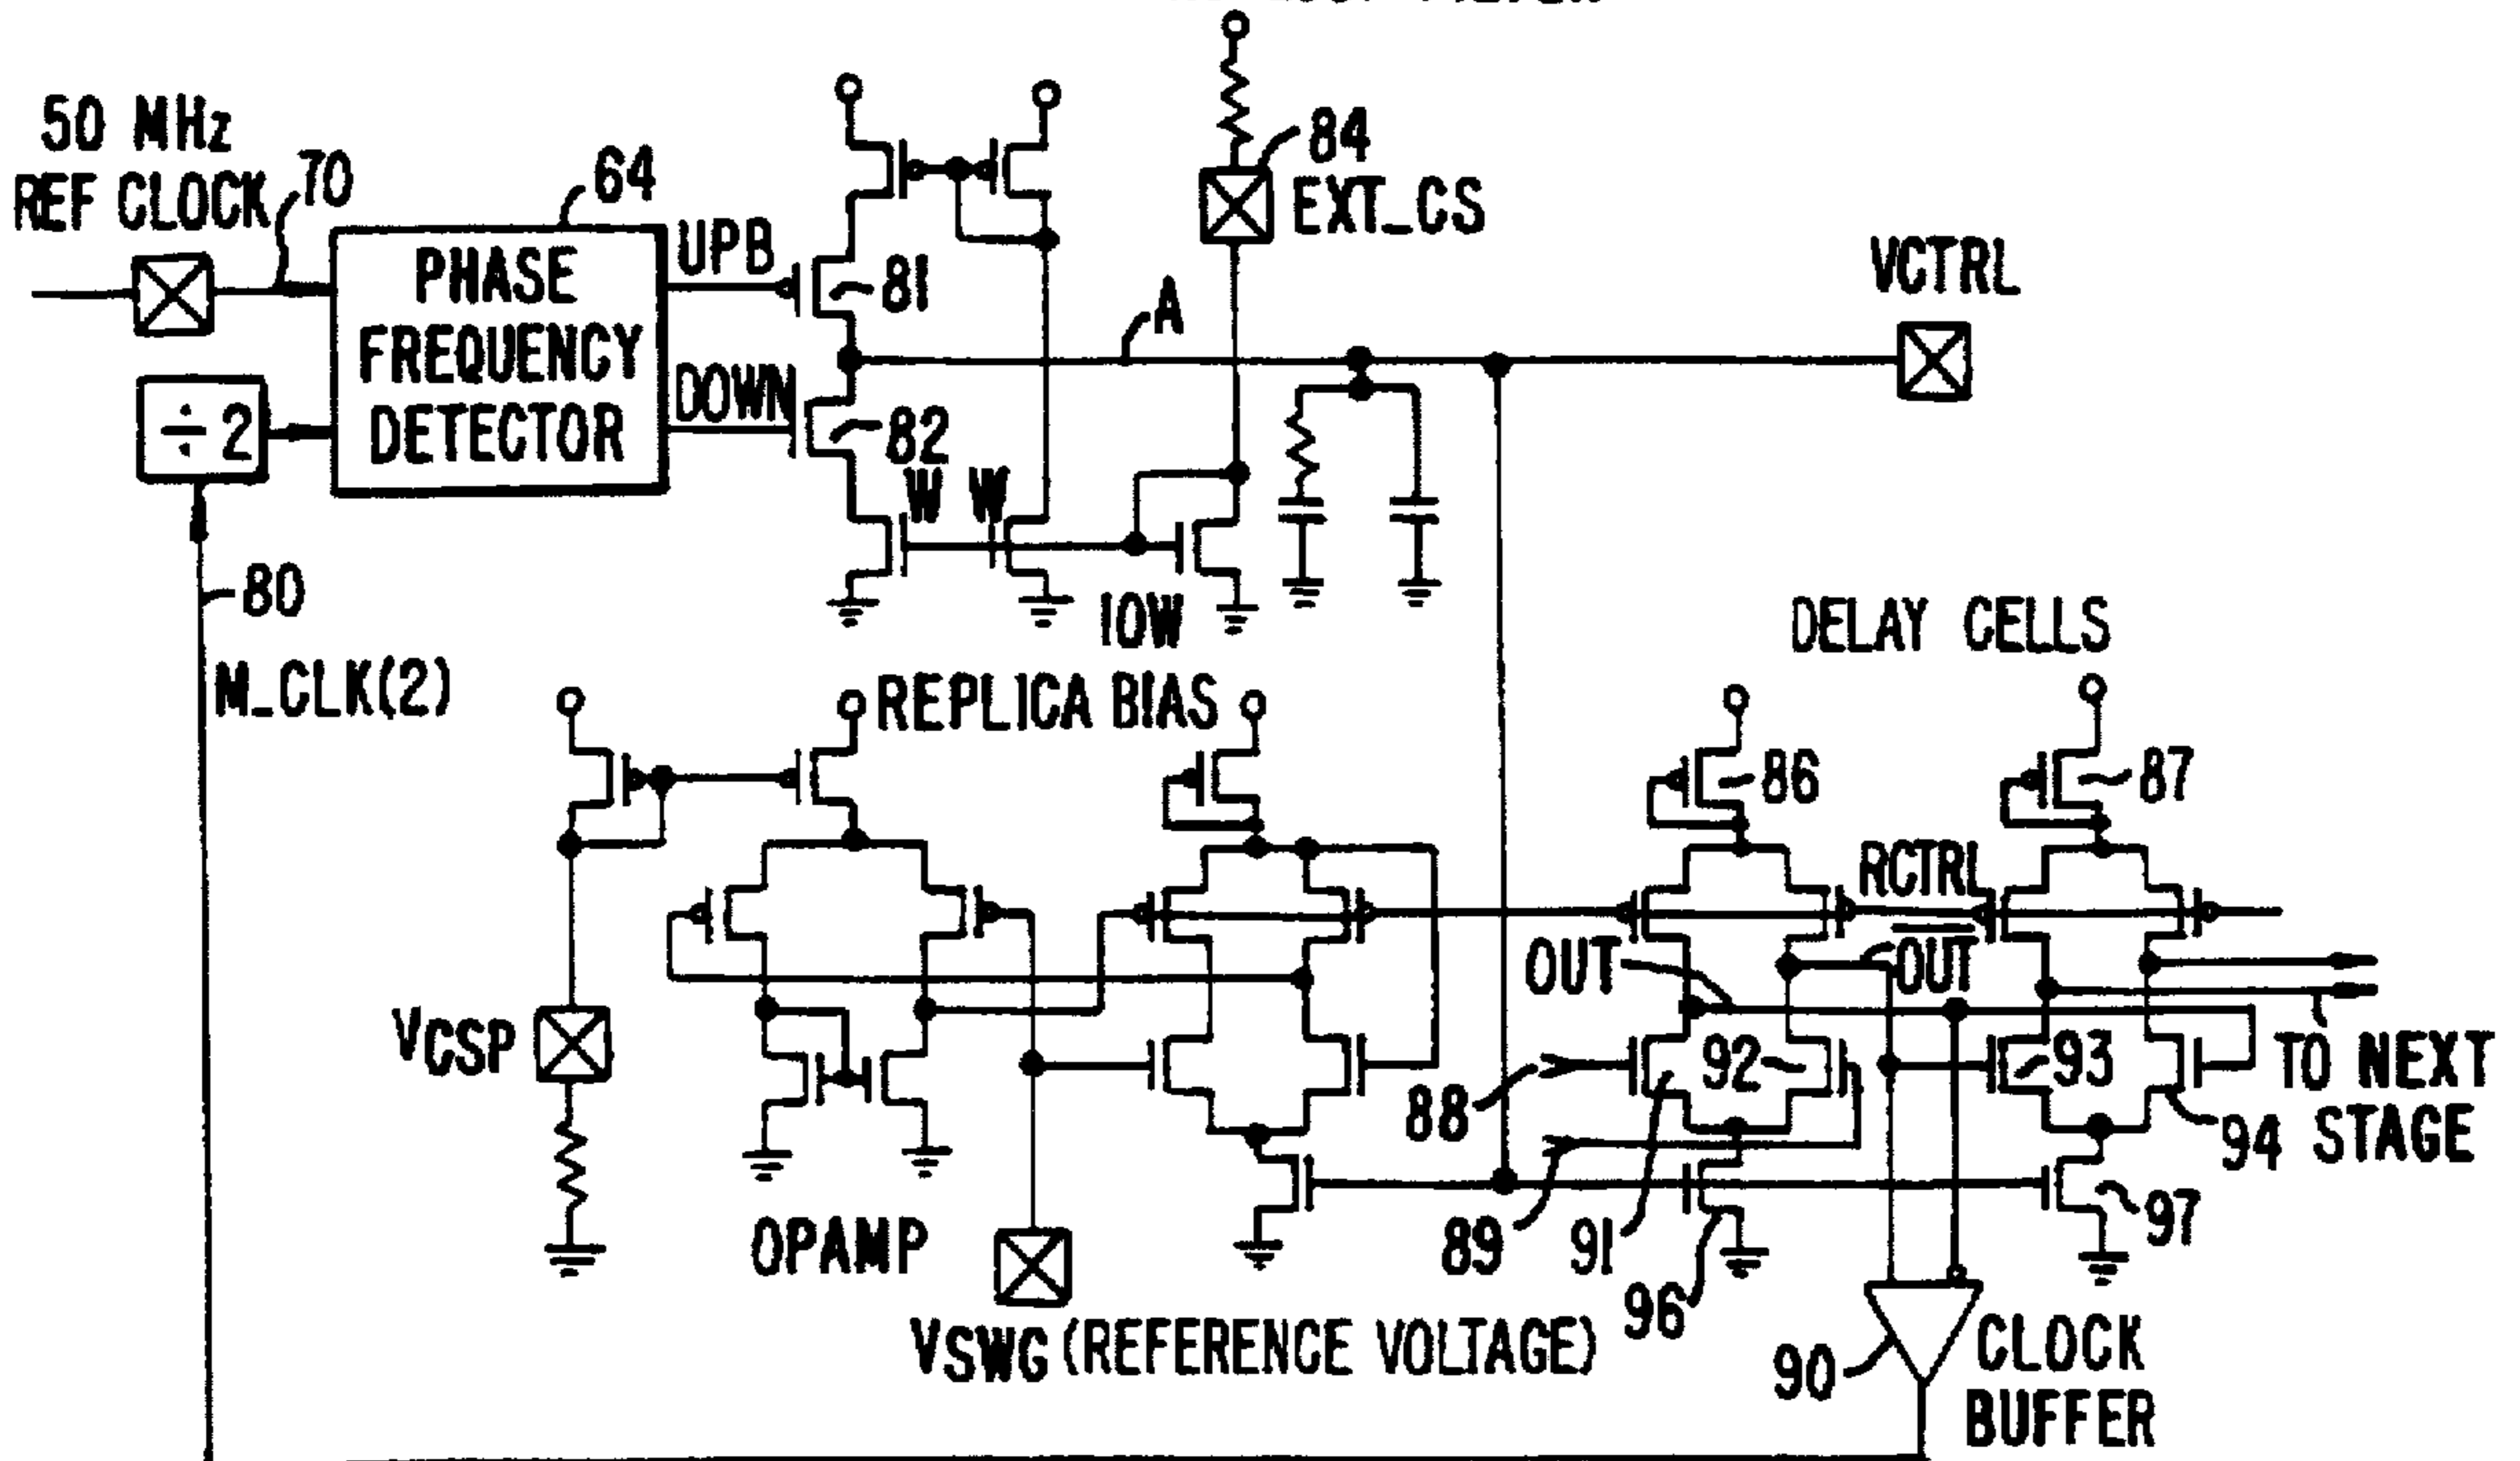 50 MHz
REF CLOCK
70
64
PHASE
FREQUENCY
DETECTOR
UPB
81
DOWN
82
÷ 2
80
M_CLK(2)
84
EXT_CS
A
VCTRL
W W
10W
DELAY CELLS
REPLICA BIAS
86
87
RCTRL
OUT
OUT
VCSP
88
92
93
TO NEXT
STAGE
94
OPAMP
89
91
96
97
VSWG (REFERENCE VOLTAGE)
90
CLOCK
BUFFER